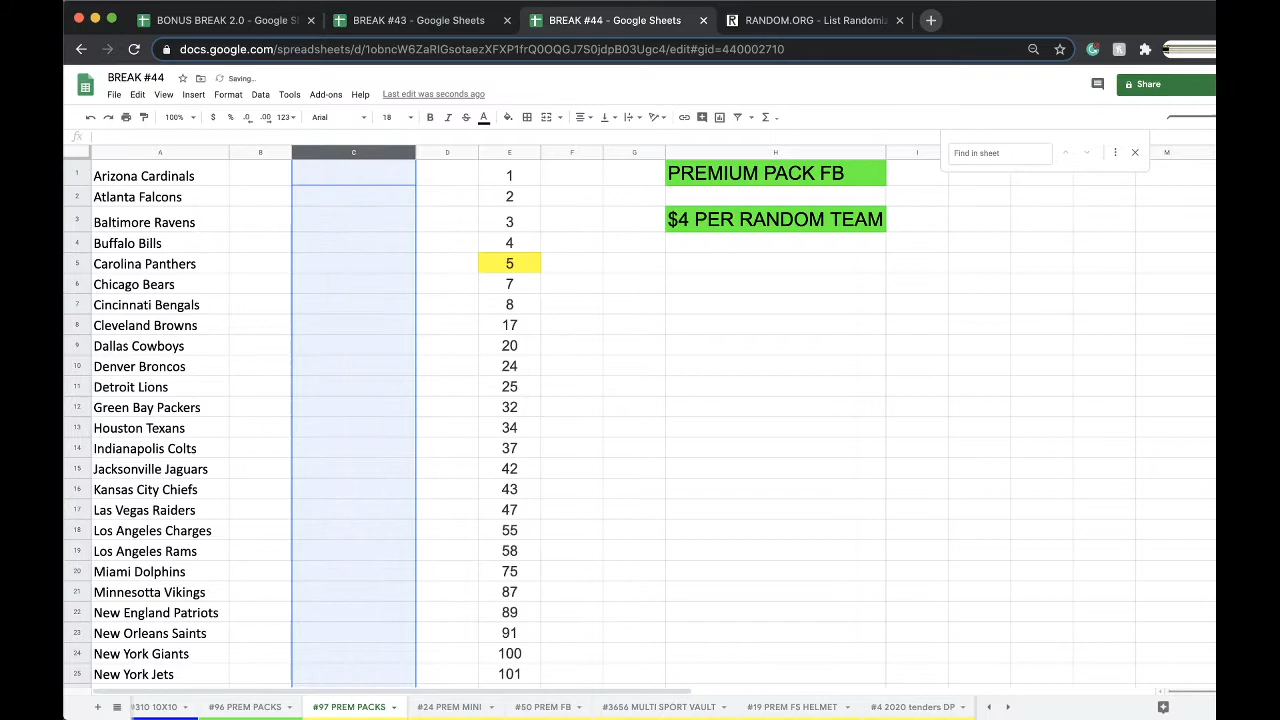 BONUS BREAK 2.0 - Google S
BREAK #43 - Google Sheets
BREAK #44 - Google Sheets
RANDOM.ORG - List Randomiz
docs.google.com/spreadsheets/d/1obncW6ZaRIGsotaezXFXP1frQ0OQGJ7S0jdpB03Ugc4/edit#gid=440002710
BREAK #44
Saving...
Share
File Edit View Insert Format Data Tools Add-ons Help Last edit was seconds ago
100% $ % .0 .00 123 Arial 18 B I S A
fx
Find in sheet
A B C D E F G H I M
1 Arizona Cardinals 1 PREMIUM PACK FB
2 Atlanta Falcons 2
3 Baltimore Ravens 3 $4 PER RANDOM TEAM
4 Buffalo Bills 4
5 Carolina Panthers 5
6 Chicago Bears 7
7 Cincinnati Bengals 8
8 Cleveland Browns 17
9 Dallas Cowboys 20
10 Denver Broncos 24
11 Detroit Lions 25
12 Green Bay Packers 32
13 Houston Texans 34
14 Indianapolis Colts 37
15 Jacksonville Jaguars 42
16 Kansas City Chiefs 43
17 Las Vegas Raiders 47
18 Los Angeles Charges 55
19 Los Angeles Rams 58
20 Miami Dolphins 75
21 Minnesotta Vikings 87
22 New England Patriots 89
23 New Orleans Saints 91
24 New York Giants 100
25 New York Jets 101
#310 10X10 #96 PREM PACKS #97 PREM PACKS #24 PREM MINI #50 PREM FB #3656 MULTI SPORT VAULT #19 PREM FS HELMET #4 2020 tenders DP